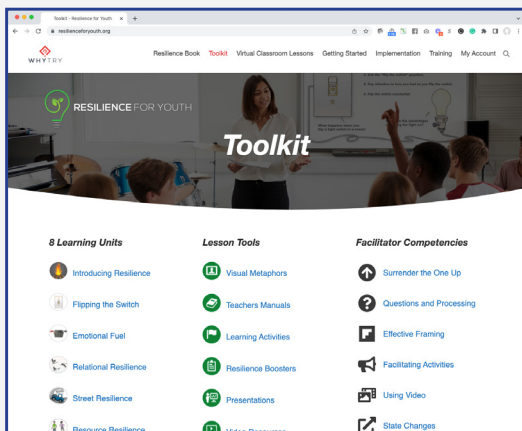 Toolkit - Resilience for Youth
resilienceforyouth.org
WHYTRY
Resilience Book Toolkit Virtual Classroom Lessons Getting Started Implementation Training My Account
RESILIENCE FOR YOUTH
Toolkit
8 Learning Units
Introducing Resilience
Flipping the Switch
Emotional Fuel
Relational Resilience
Street Resilience
Resource Resilience
Lesson Tools
Visual Metaphors
Teachers Manuals
Learning Activities
Resilience Boosters
Presentations
Video Resources
Facilitator Competencies
Surrender the One Up
Questions and Processing
Effective Framing
Facilitating Activities
Using Video
State Changes